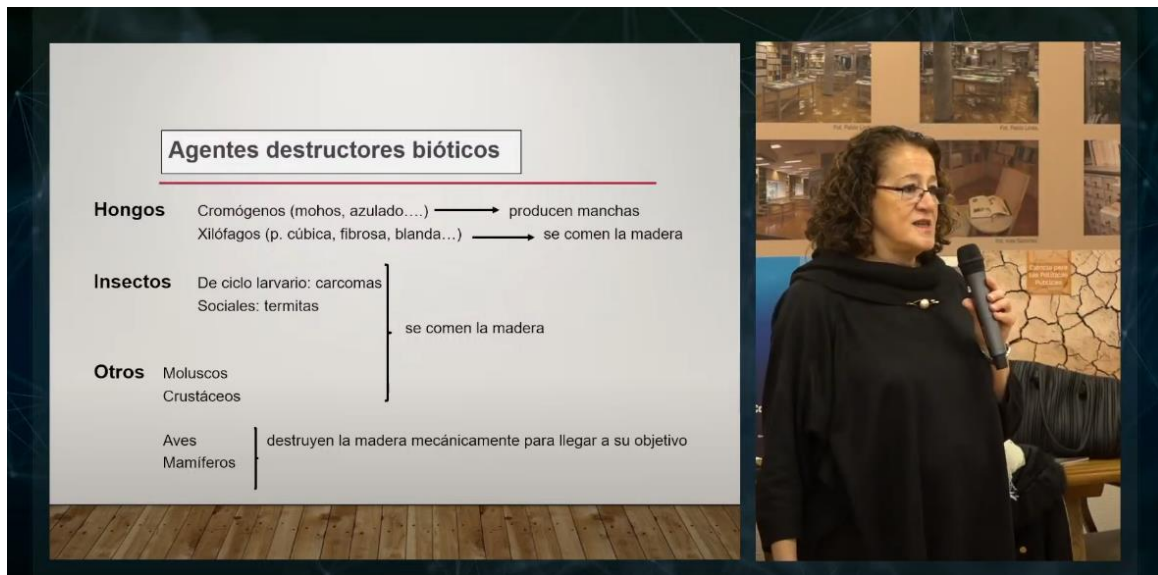 Agentes destructores bióticos
Hongos Cromógenos (mohos, azulado....) producen manchas
Xilófagos (p. cúbica, fibrosa, blanda...) se comen la madera
Insectos De ciclo larvario: carcomas
Sociales: termitas
se comen la madera
Otros Moluscos
Crustáceos
Aves destruyen la madera mecánicamente para llegar a su objetivo
Mamíferos